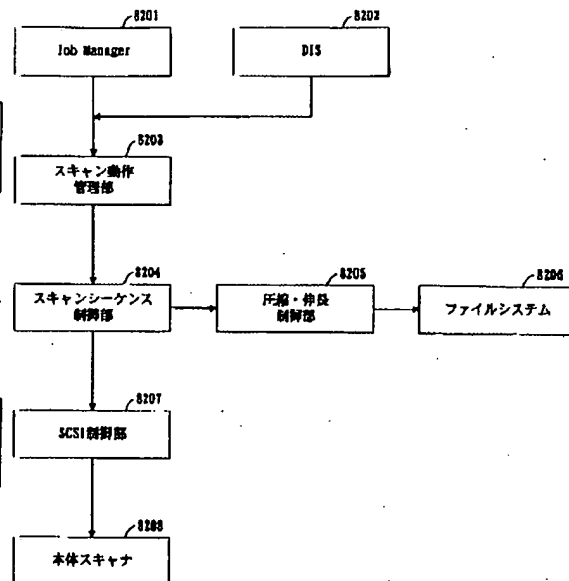 8201
Job Manager
8202
DIS
8203
スキャン動作
管理部
8204
スキャンシーケンス
制御部
8205
圧縮・伸長
制御部
8206
ファイルシステム
8207
SCSI制御部
8208
本体スキャナ